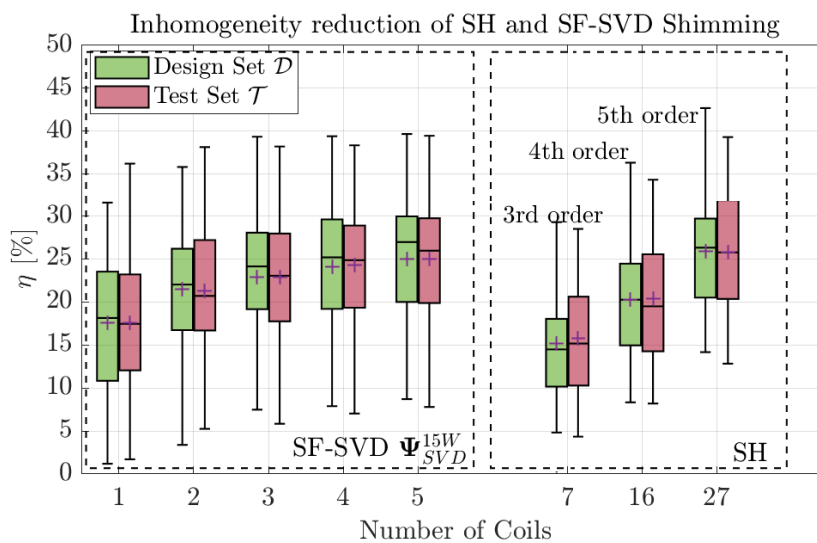 Inhomogeneity reduction of SH and SF-SVD Shimming
50
45
40
35
30
25
20
15
10
5
0
η [%]
Design Set 𝒟
Test Set 𝒯
5th order
4th order
3rd order
SF-SVD Ψ^{15W}_{SVD}
SH
1 2 3 4 5 7 16 27
Number of Coils